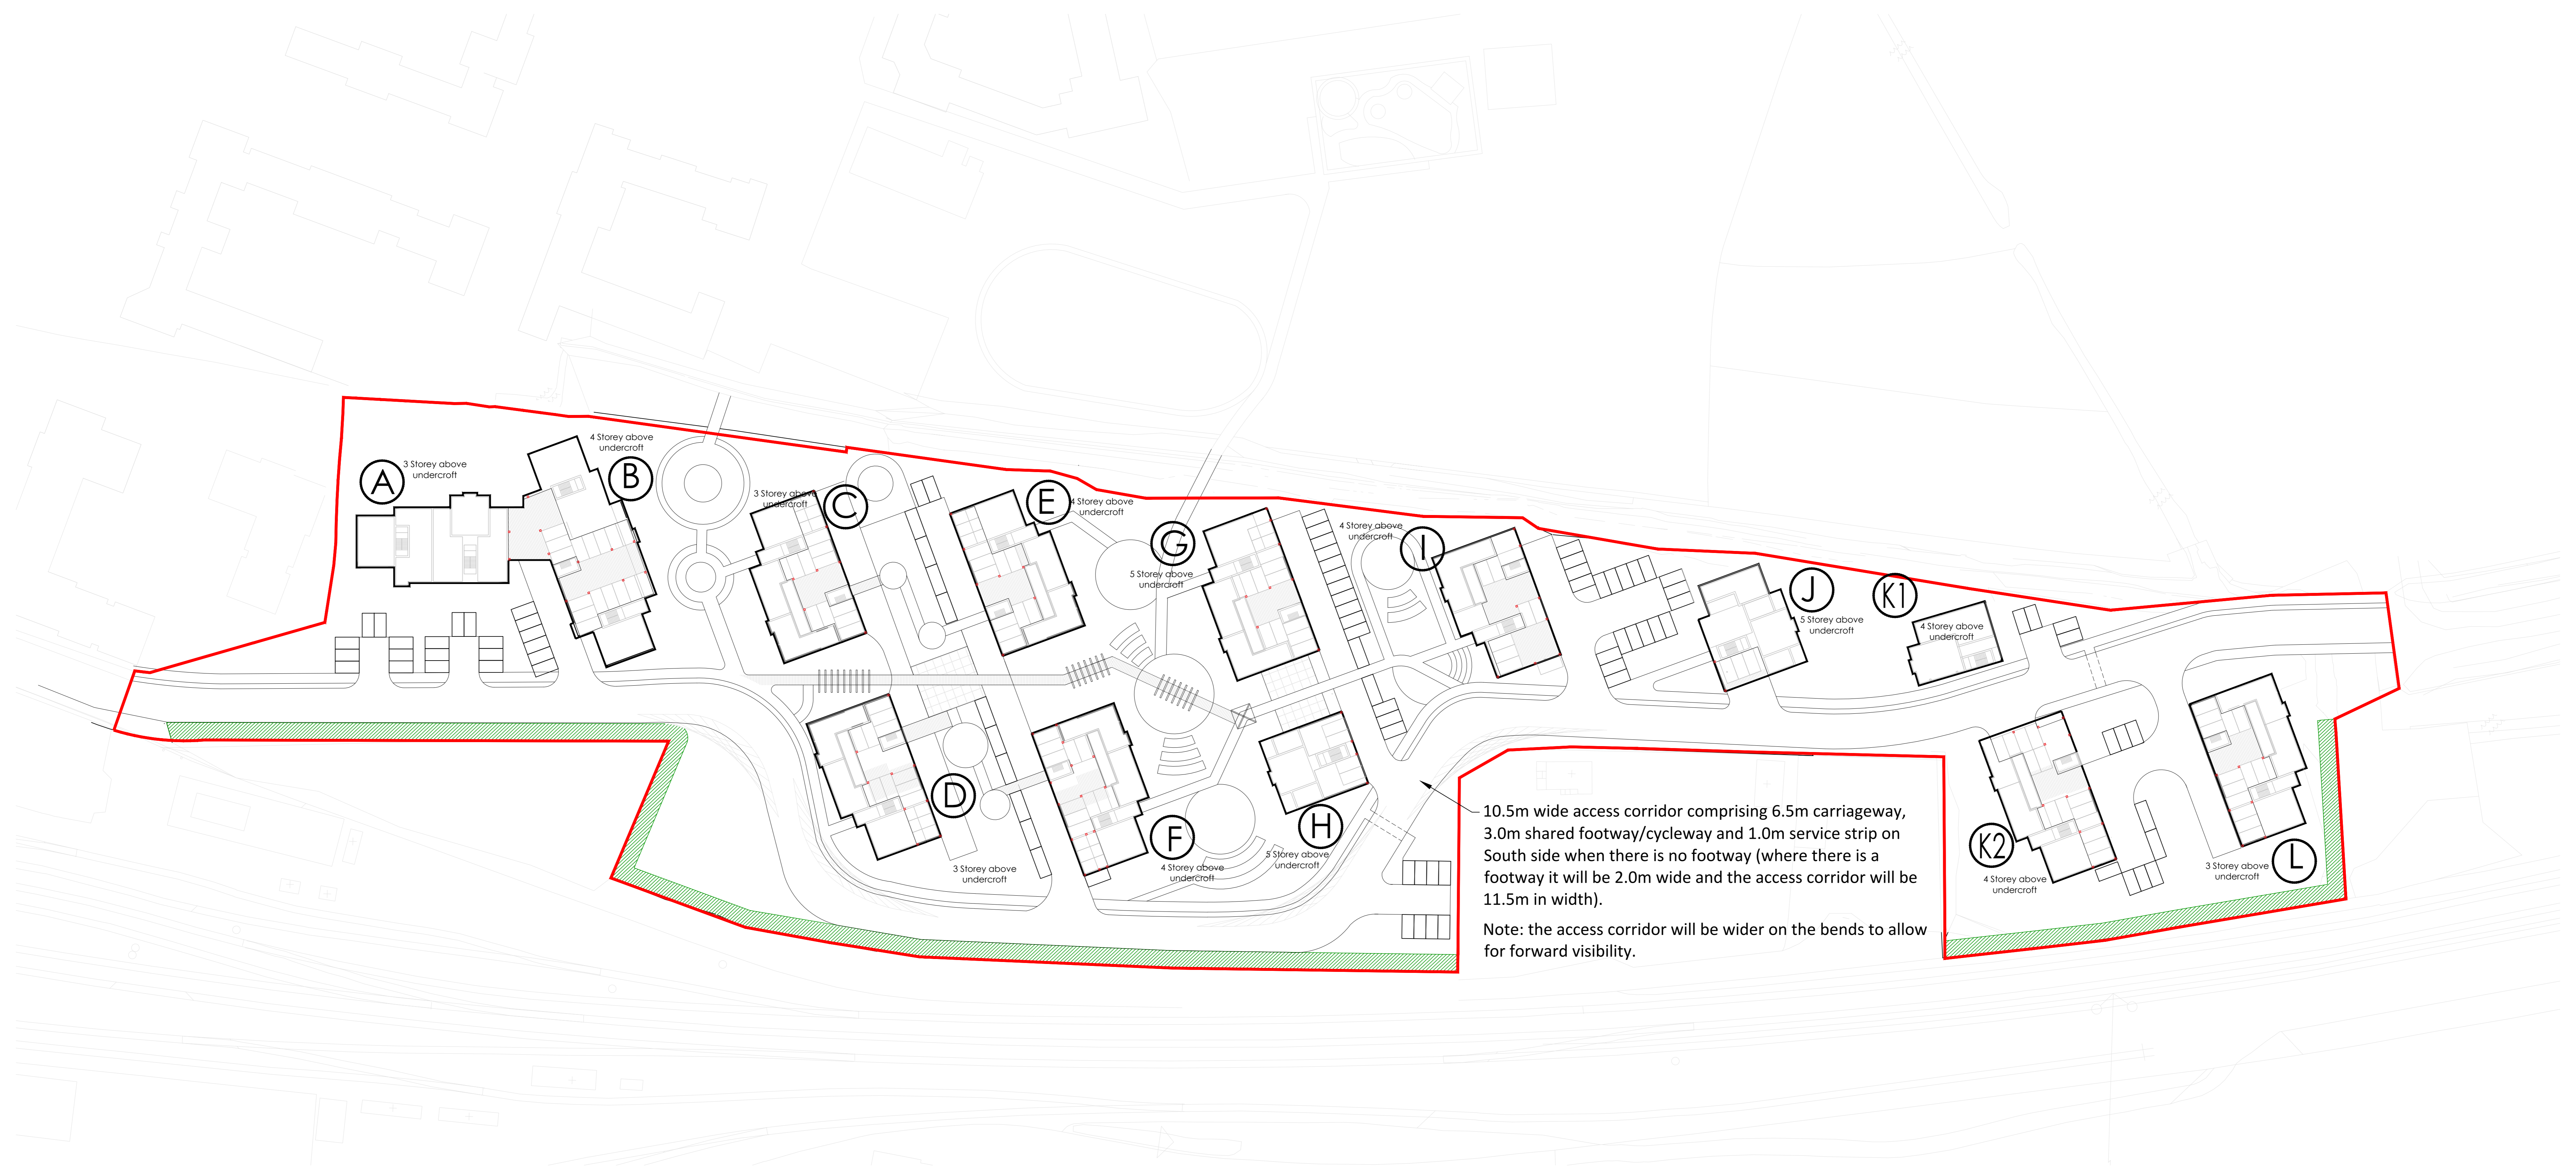 4 Storey above
undercroft
A
3 Storey above
undercroft
B
3 Storey above
undercroft
C
E
4 Storey above
undercroft
G
5 Storey above
undercroft
4 Storey above
undercroft
I
J
5 Storey above
undercroft
K1
4 Storey above
undercroft
D
3 Storey above
undercroft
F
4 Storey above
undercroft
H
5 Storey above
undercroft
10.5m wide access corridor comprising 6.5m carriageway,
3.0m shared footway/cycleway and 1.0m service strip on
South side when there is no footway (where there is a
footway it will be 2.0m wide and the access corridor will be
11.5m in width).
Note: the access corridor will be wider on the bends to allow
for forward visibility.
K2
4 Storey above
undercroft
3 Storey above
undercroft
L